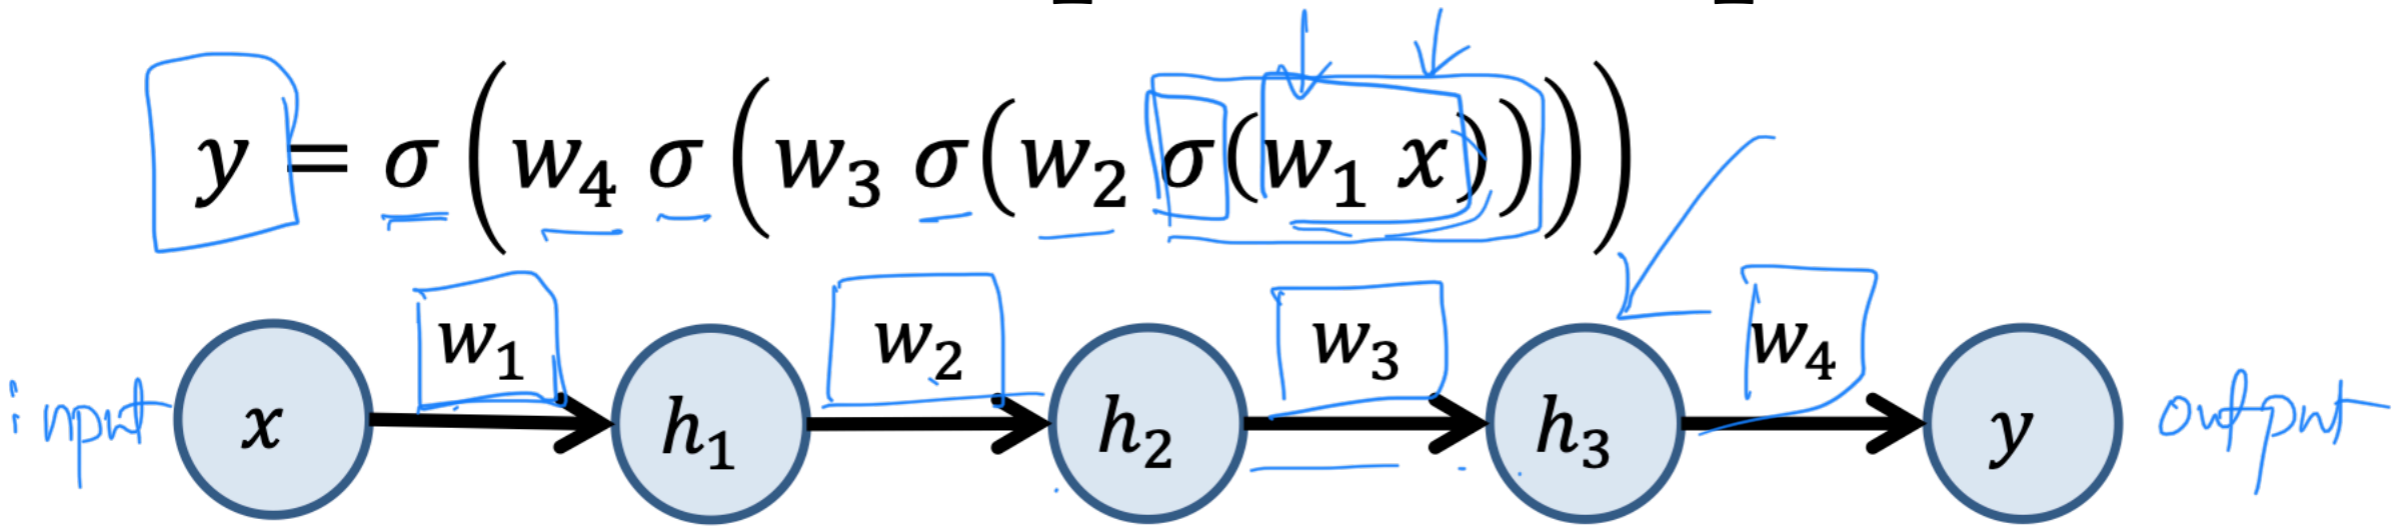 y = σ (w₄ σ (w₃ σ(w₂ σ(w₁ x))))
w₁ w₂ w₃ w₄
input x h₁ h₂ h₃ y output